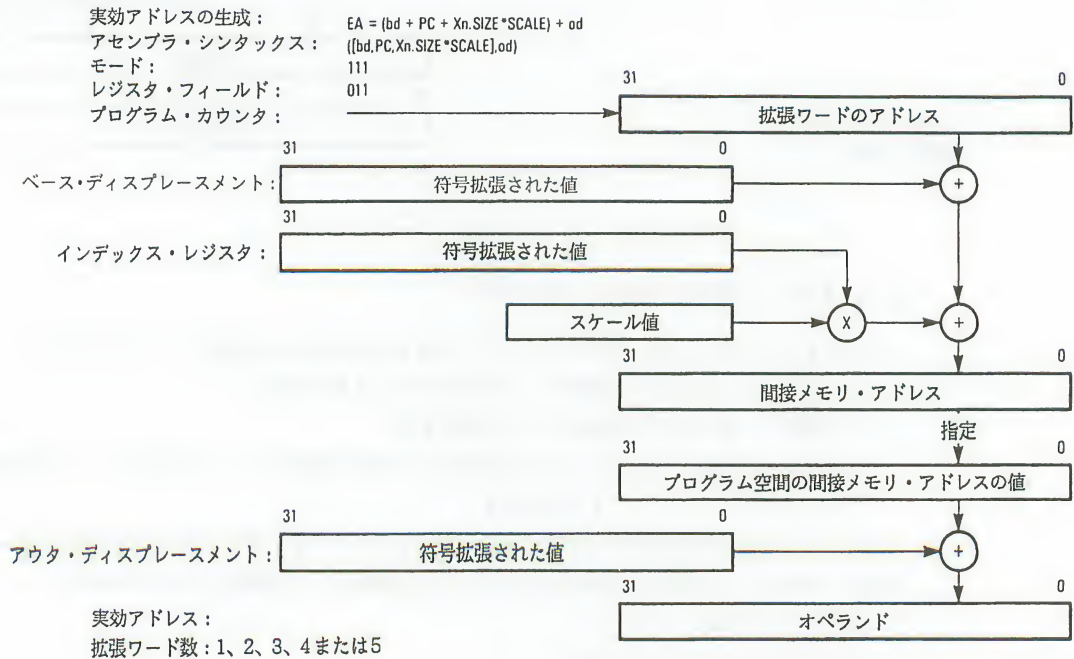 実効アドレスの生成: EA = (bd + PC + Xn.SIZE*SCALE) + od
アセンブラ・シンタックス: ([bd,PC,Xn.SIZE*SCALE],od)
モード: 111
レジスタ・フィールド: 011
プログラム・カウンタ:
31 0
拡張ワードのアドレス
31 0
ベース・ディスプレースメント: 符号拡張された値 +
31 0
インデックス・レジスタ: 符号拡張された値
スケール値 X +
31 0
間接メモリ・アドレス
指定
31 0
プログラム空間の間接メモリ・アドレスの値
31 0
アウタ・ディスプレースメント: 符号拡張された値 +
31 0
オペランド
実効アドレス:
拡張ワード数:1、2、3、4または5